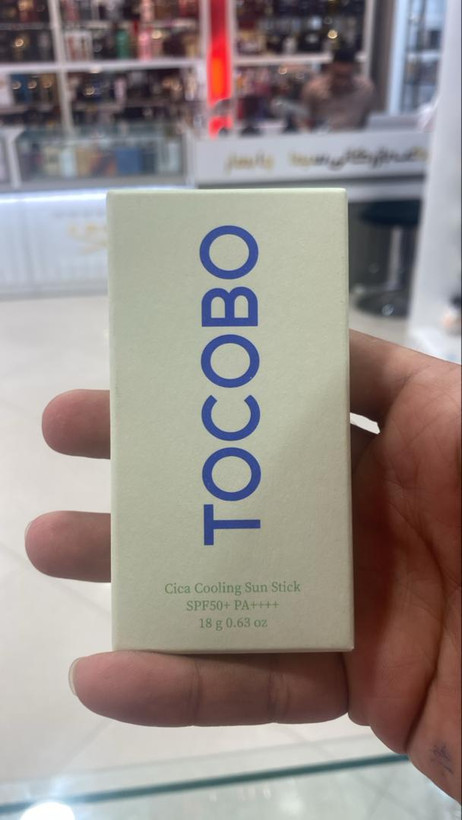 TOCOBO
Cica Cooling Sun Stick
SPF50+ PA++++
18 g 0.63 oz